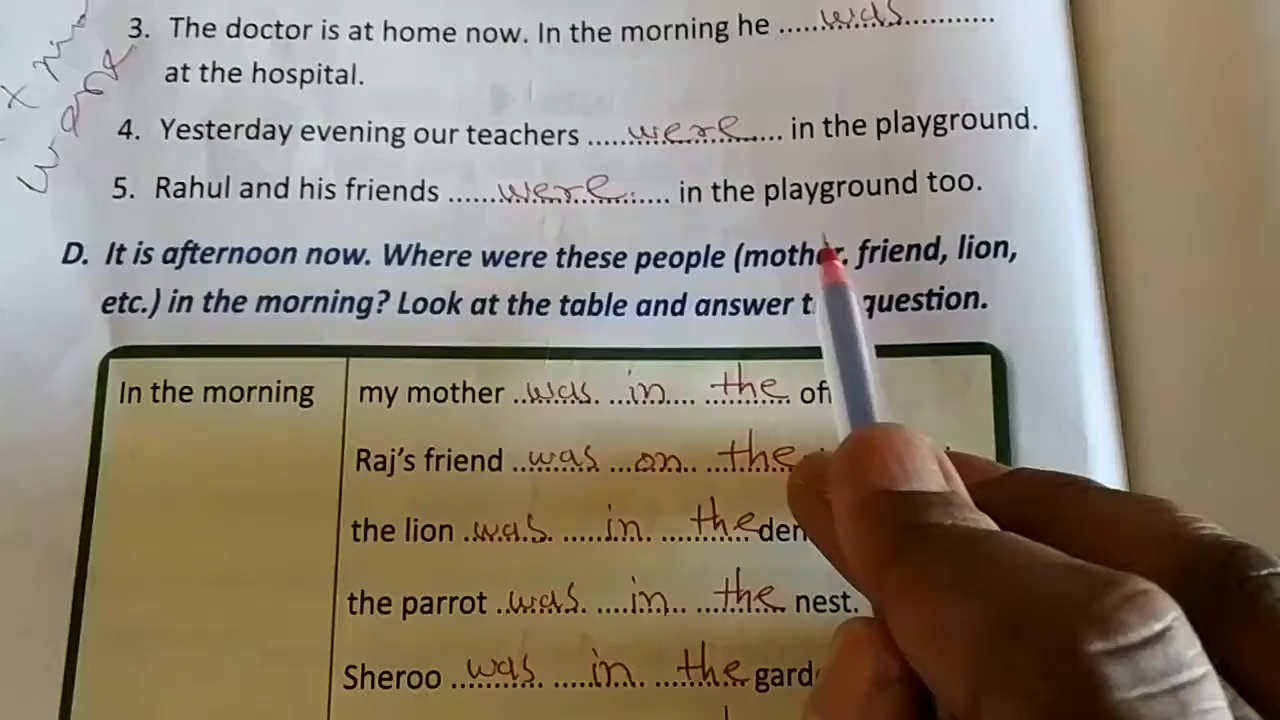 3. The doctor is at home now. In the morning he .....was............
at the hospital.
4. Yesterday evening our teachers .....were..... in the playground.
5. Rahul and his friends .....were..... in the playground too.
D. It is afternoon now. Where were these people (mother, friend, lion,
etc.) in the morning? Look at the table and answer question.
In the morning my mother ..was. ...in.... ...the...
Raj's friend ..was ...on.. ...the
the lion ..was. .....in. ...the den
the parrot ..was. ....in.. ...the nest.
Sheroo ..was. .....in. ...the